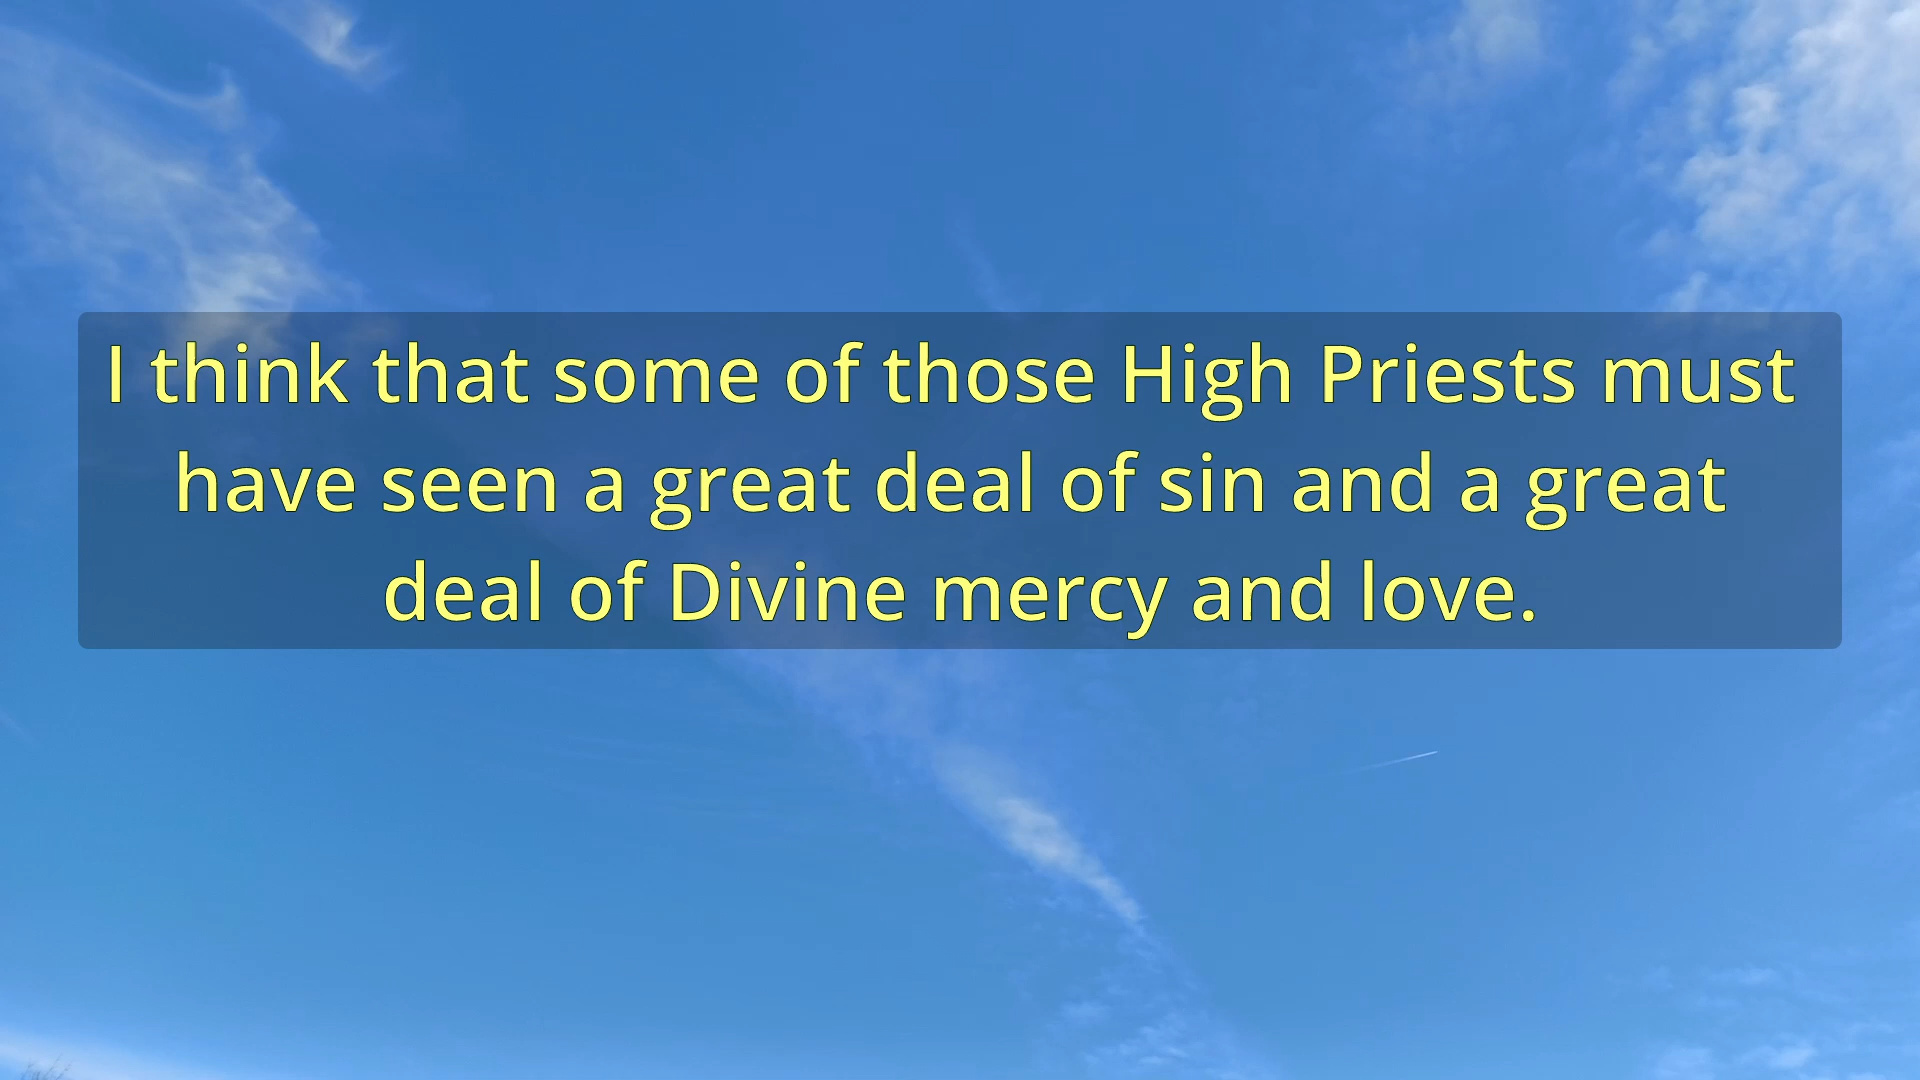 I think that some of those High Priests must
have seen a great deal of sin and a great
deal of Divine mercy and love.